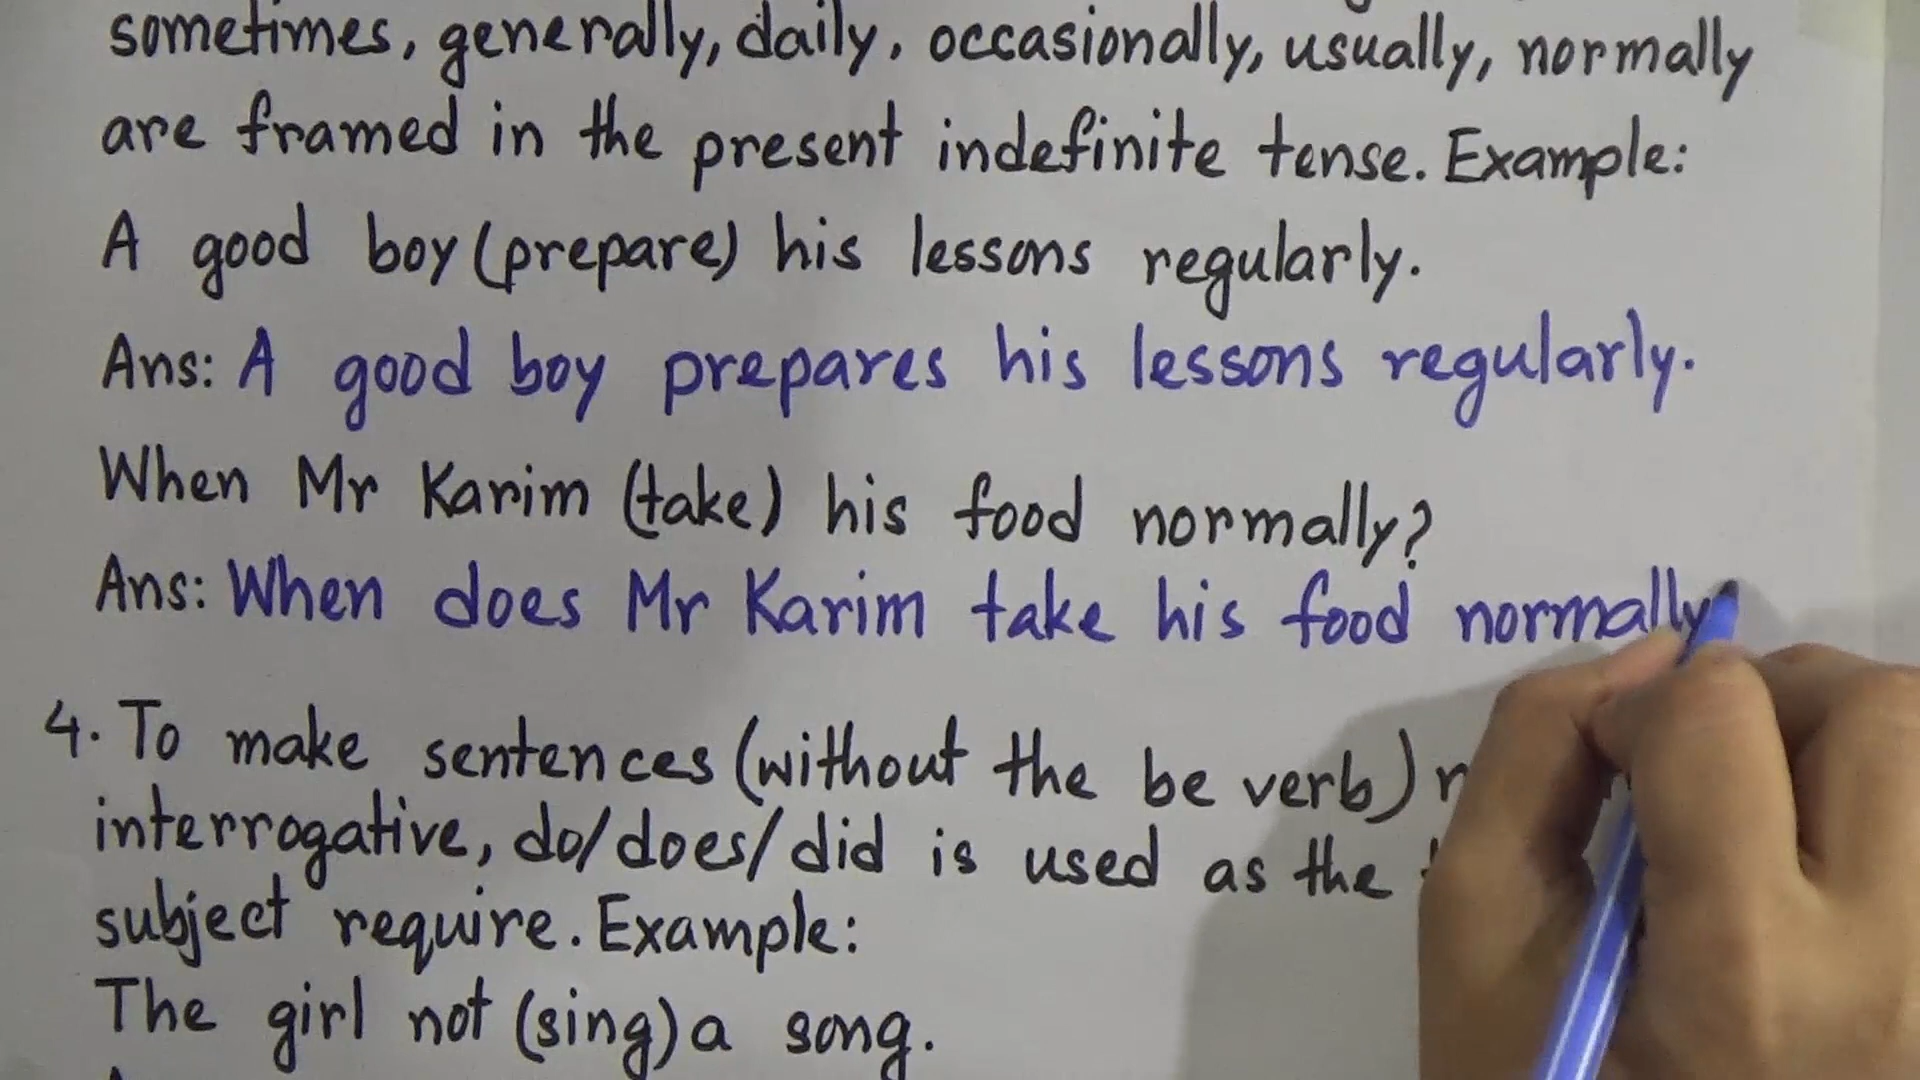 sometimes, generally, daily, occasionally, usually, normally
are framed in the present indefinite tense. Example:
A good boy (prepare) his lessons regularly.
Ans: A good boy prepares his lessons regularly.
When Mr Karim (take) his food normally?
Ans: When does Mr Karim take his food normally
4. To make sentences (without the be verb)
interrogative, do/does/did is used as the
subject require. Example:
The girl not (sing) a song.